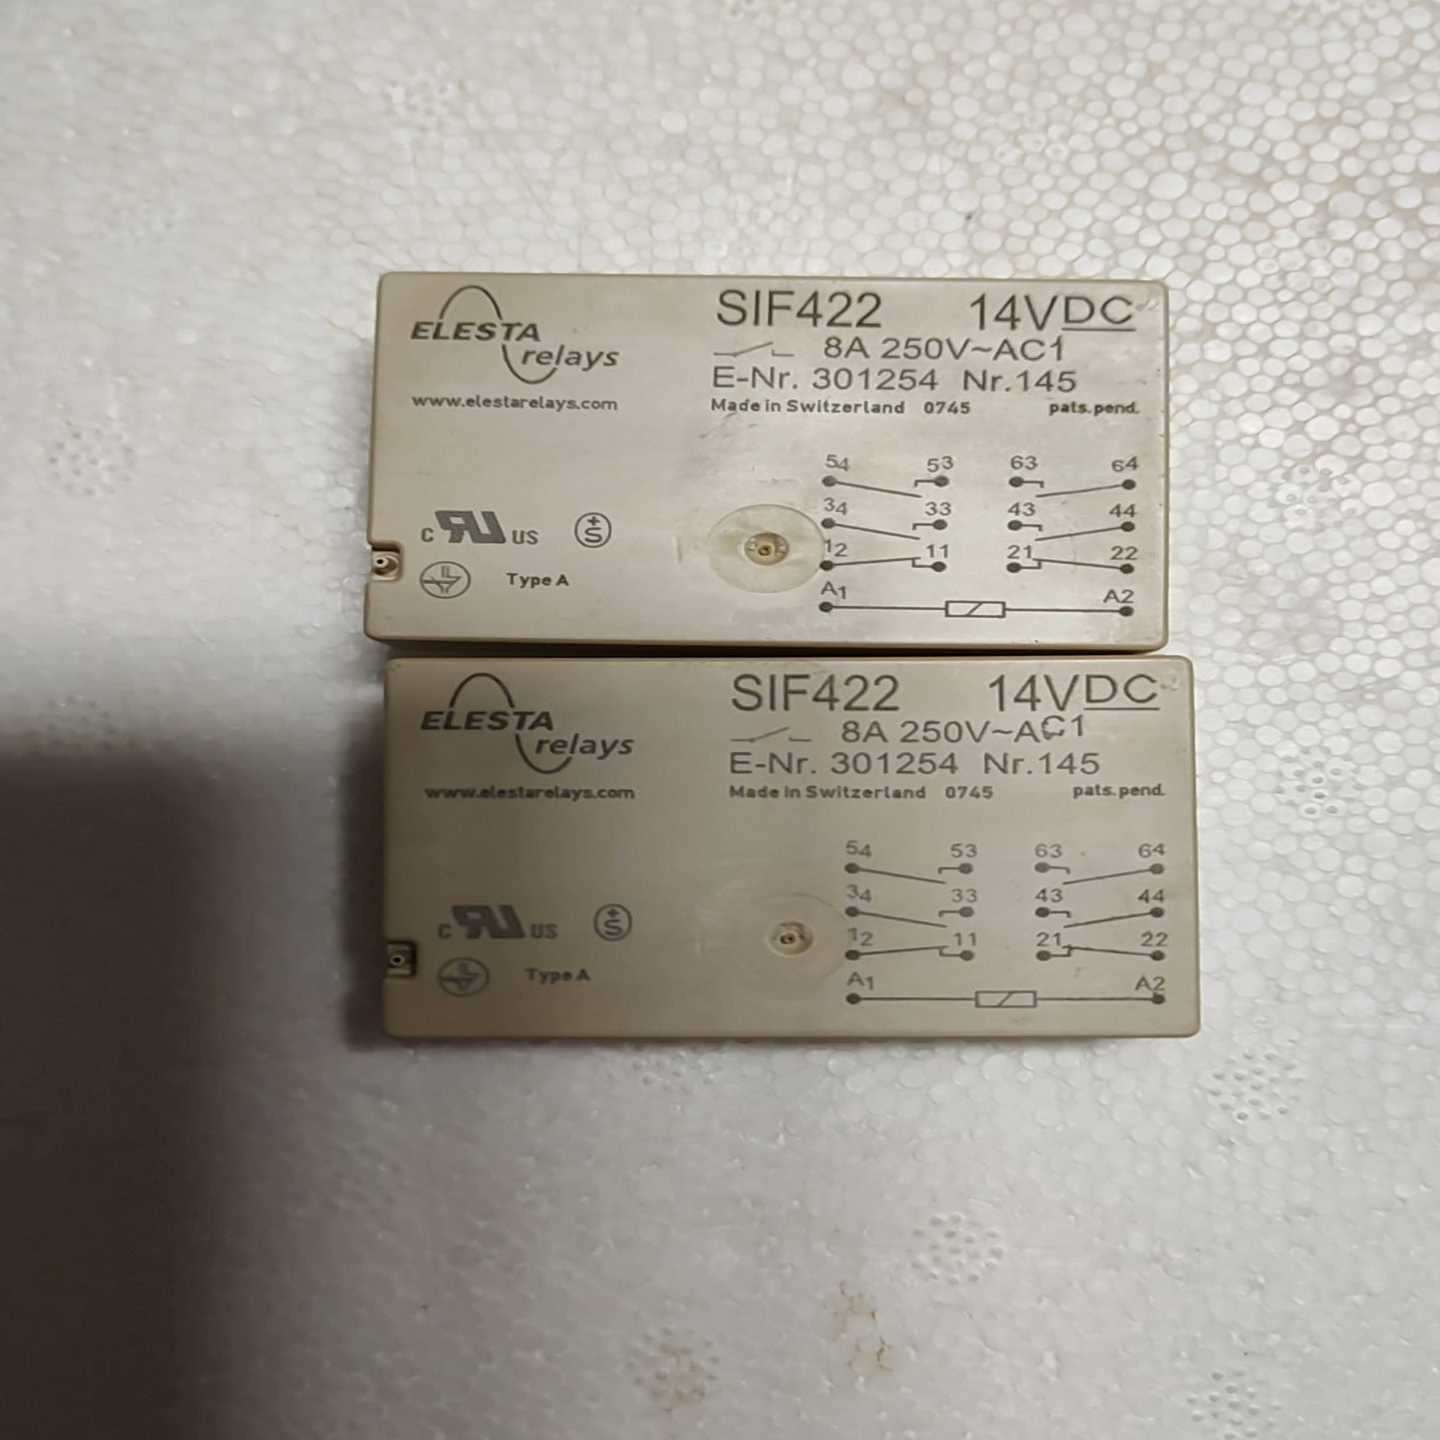 ELESTA
relays
www.elestarelays.com
SIF422 14VDC
8A 250V~AC1
E-Nr. 301254 Nr.145
Made in Switzerland 0745 pats.pend.
54 53 63 64
34 33 43 44
12 11 21 22
A1 A2
c RU US +S
Type A
ELESTA
relays
www.elestarelays.com
SIF422 14VDC
8A 250V~AC1
E-Nr. 301254 Nr.145
Made in Switzerland 0745 pats.pend.
54 53 63 64
34 33 43 44
12 11 21 22
A1 A2
c RU US +S
Type A